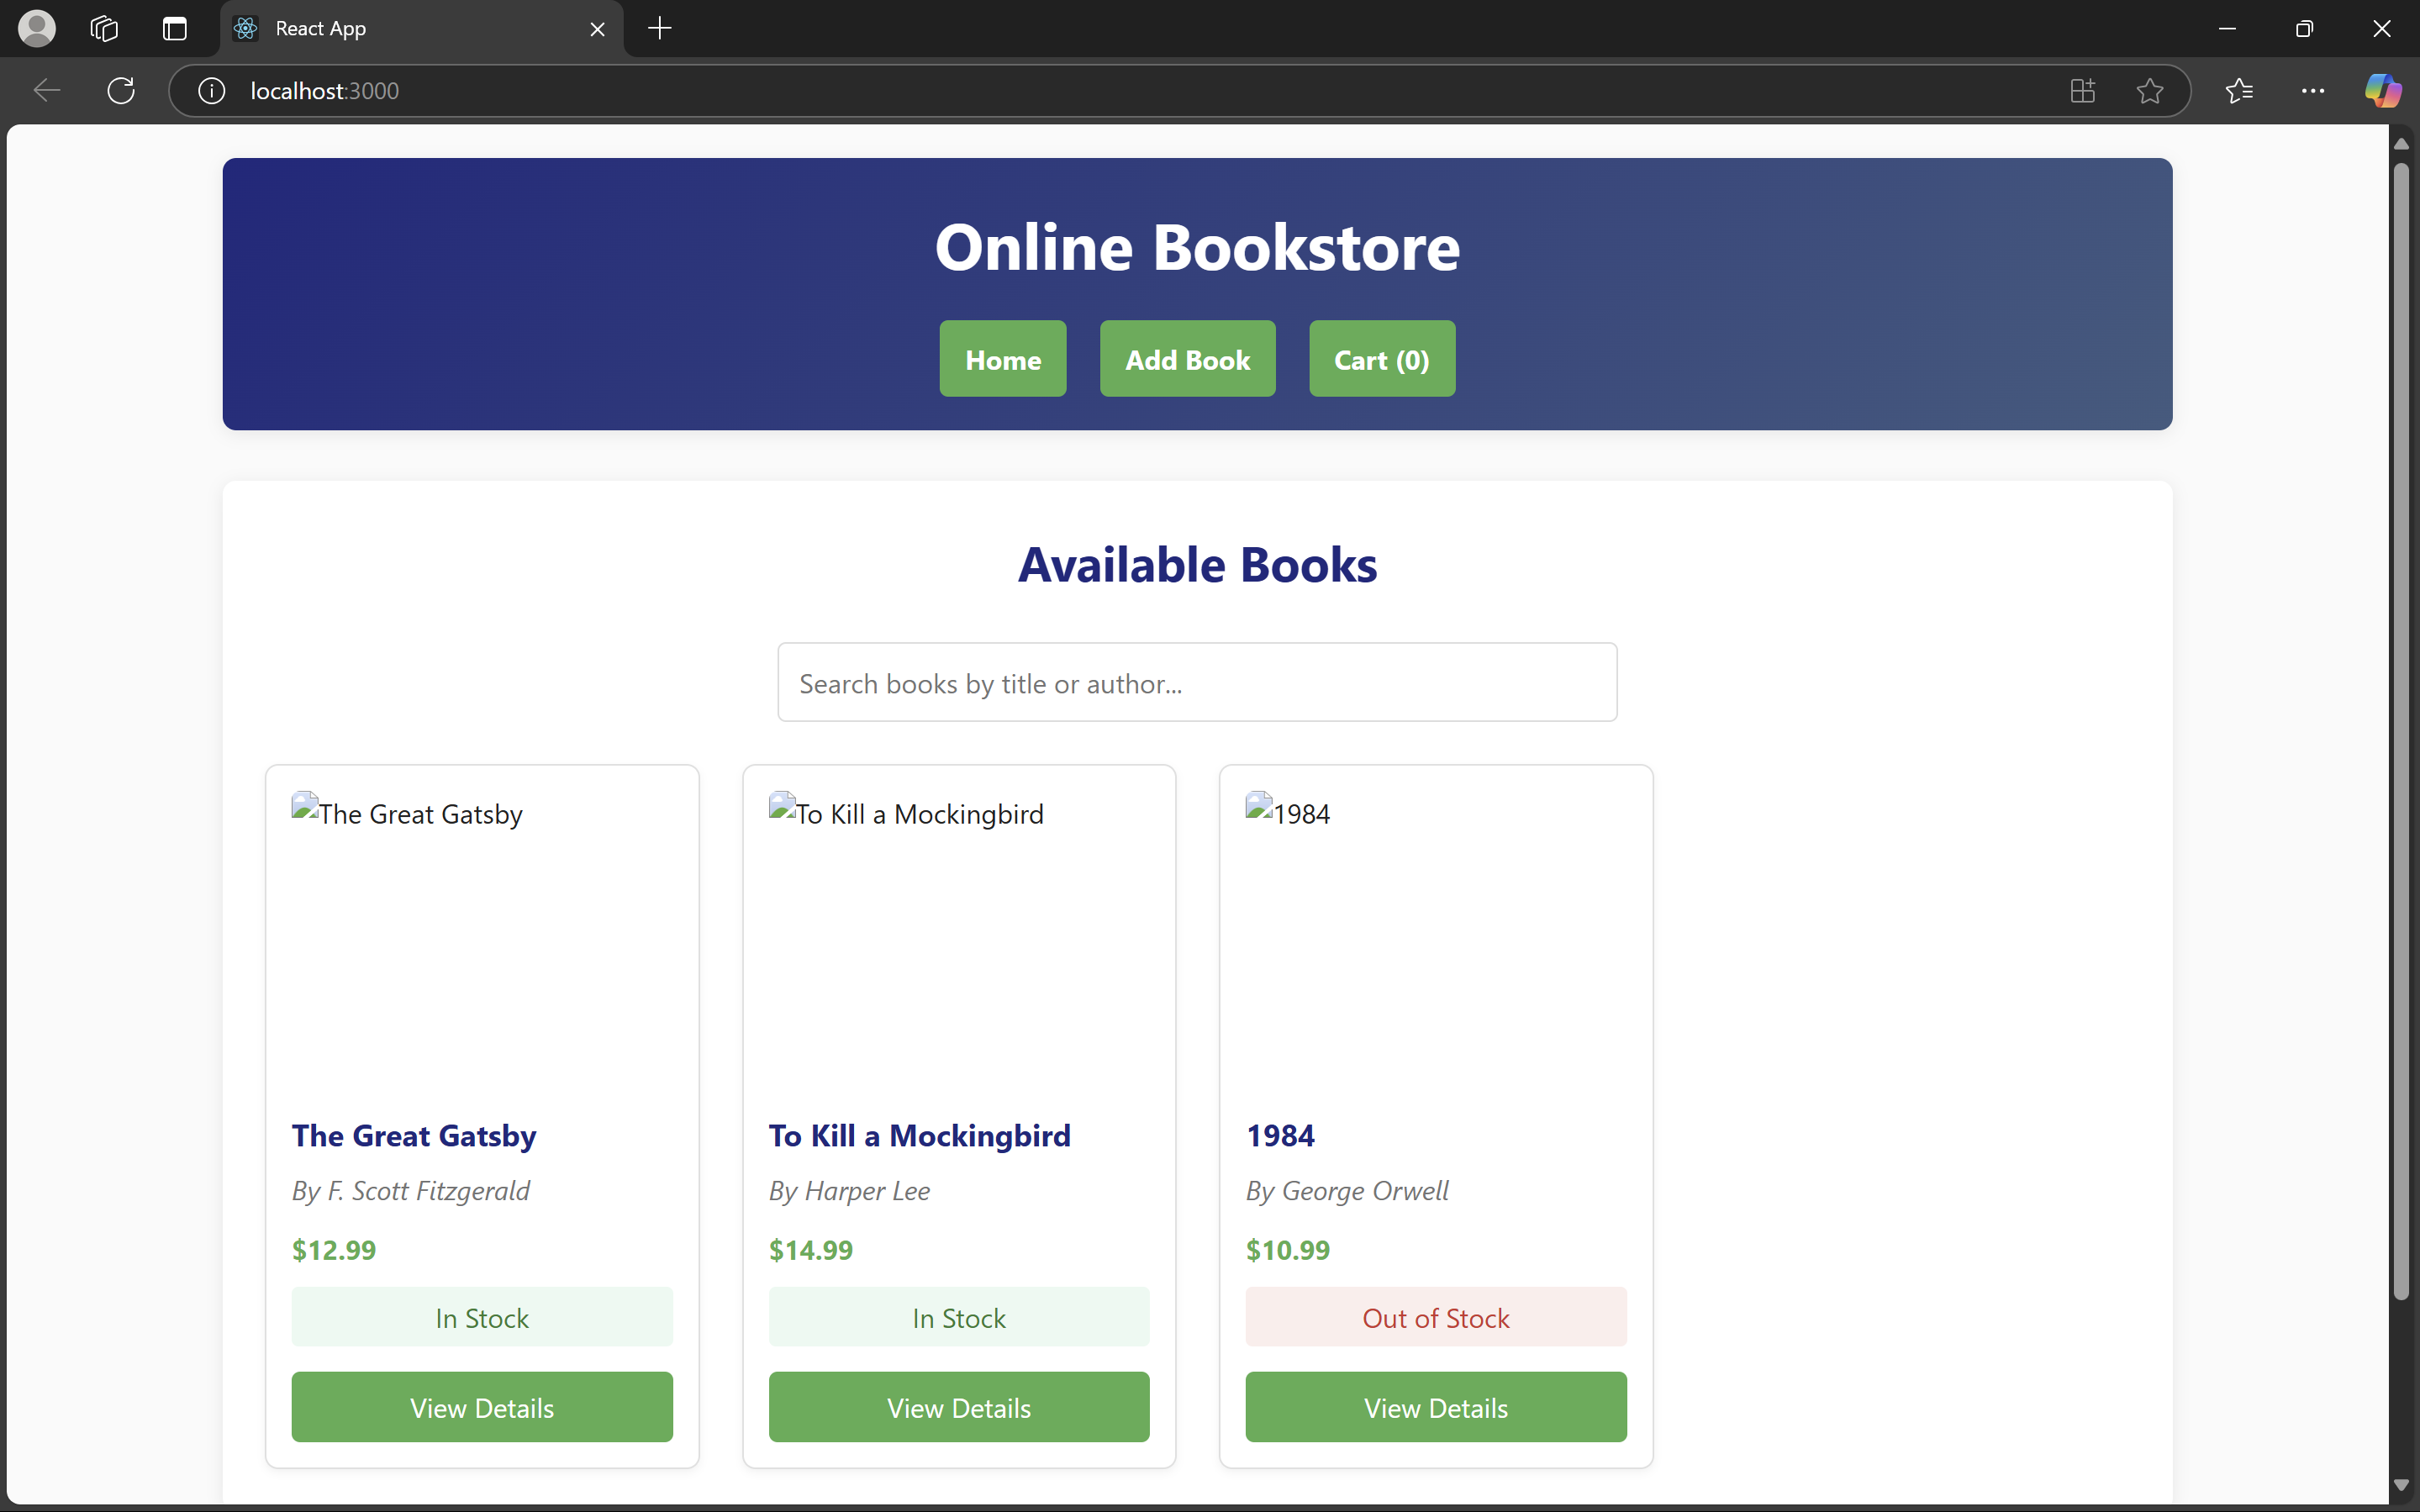 React App
localhost:3000
Online Bookstore
Home Add Book Cart (0)
Available Books
Search books by title or author...
The Great Gatsby
The Great Gatsby
By F. Scott Fitzgerald
$12.99
In Stock
View Details
To Kill a Mockingbird
To Kill a Mockingbird
By Harper Lee
$14.99
In Stock
View Details
1984
1984
By George Orwell
$10.99
Out of Stock
View Details